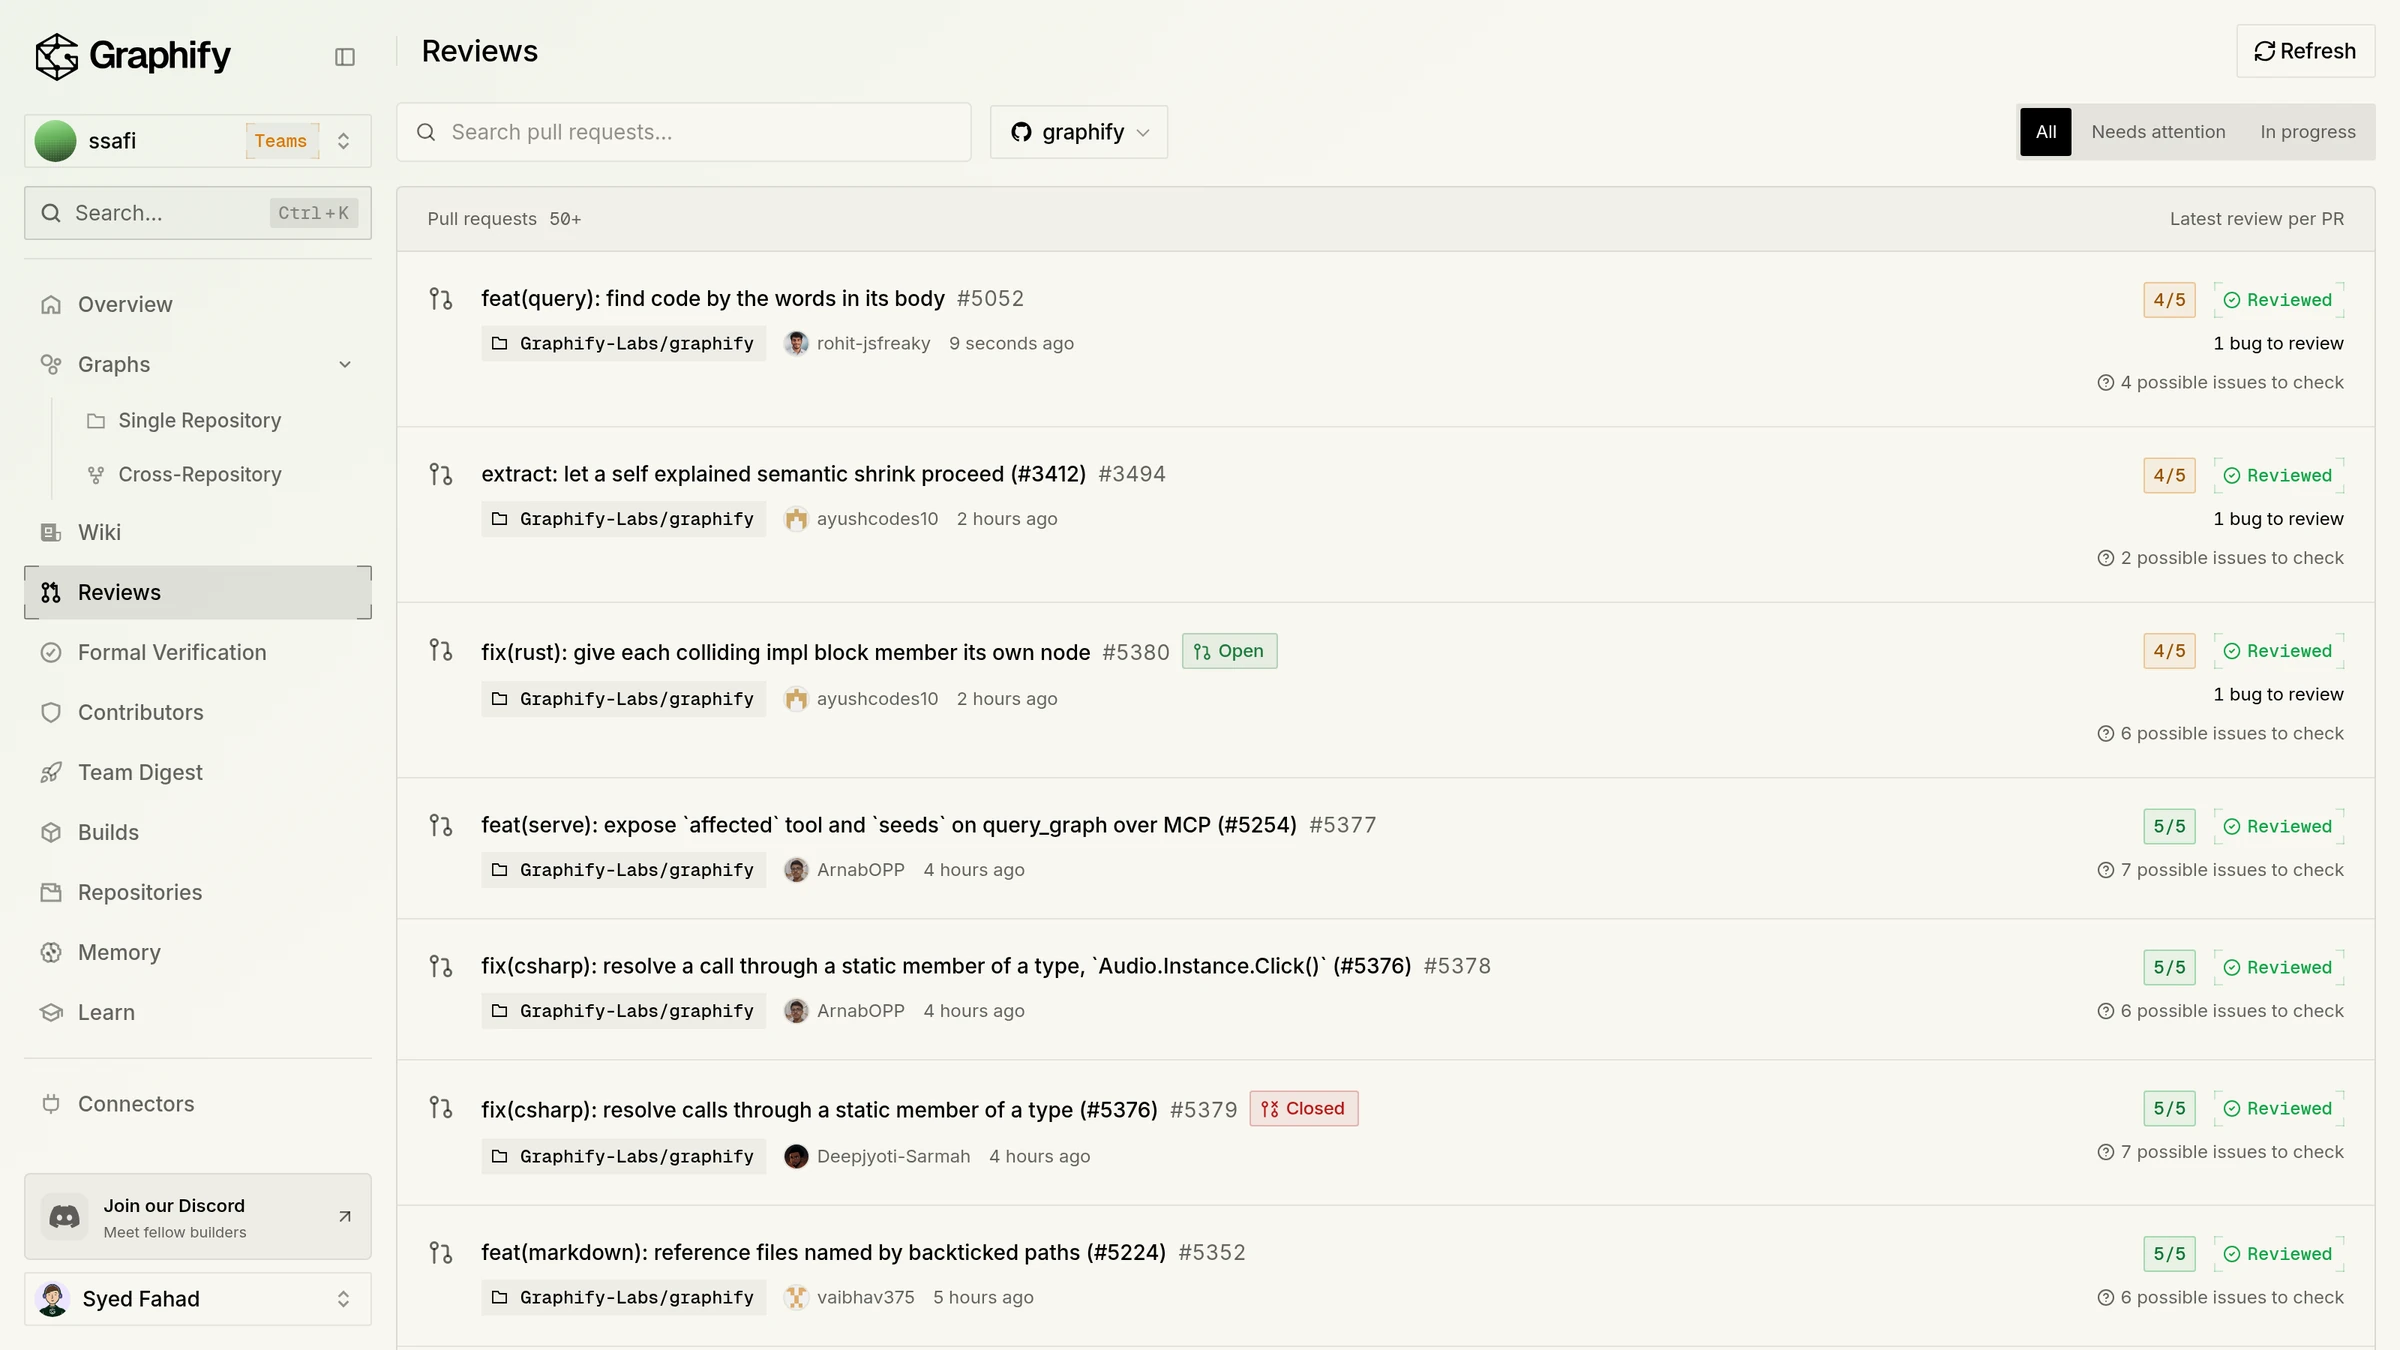 Graphify
ssafi
Teams
Search...
Ctrl+K
Overview
Graphs
Single Repository
Cross-Repository
Wiki
Reviews
Formal Verification
Contributors
Team Digest
Builds
Repositories
Memory
Learn
Connectors
Join our Discord
Meet fellow builders
Syed Fahad
Reviews
Refresh
Search pull requests...
graphify
All
Needs attention
In progress
Pull requests 50+
Latest review per PR
feat(query): find code by the words in its body #5052
Graphify-Labs/graphify rohit-jsfreaky 9 seconds ago
4/5 Reviewed
1 bug to review
4 possible issues to check
extract: let a self explained semantic shrink proceed (#3412) #3494
Graphify-Labs/graphify ayushcodes10 2 hours ago
4/5 Reviewed
1 bug to review
2 possible issues to check
fix(rust): give each colliding impl block member its own node #5380 Open
Graphify-Labs/graphify ayushcodes10 2 hours ago
4/5 Reviewed
1 bug to review
6 possible issues to check
feat(serve): expose `affected` tool and `seeds` on query_graph over MCP (#5254) #5377
Graphify-Labs/graphify ArnabOPP 4 hours ago
5/5 Reviewed
7 possible issues to check
fix(csharp): resolve a call through a static member of a type, `Audio.Instance.Click()` (#5376) #5378
Graphify-Labs/graphify ArnabOPP 4 hours ago
5/5 Reviewed
6 possible issues to check
fix(csharp): resolve calls through a static member of a type (#5376) #5379 Closed
Graphify-Labs/graphify Deepjyoti-Sarmah 4 hours ago
5/5 Reviewed
7 possible issues to check
feat(markdown): reference files named by backticked paths (#5224) #5352
Graphify-Labs/graphify vaibhav375 5 hours ago
5/5 Reviewed
6 possible issues to check